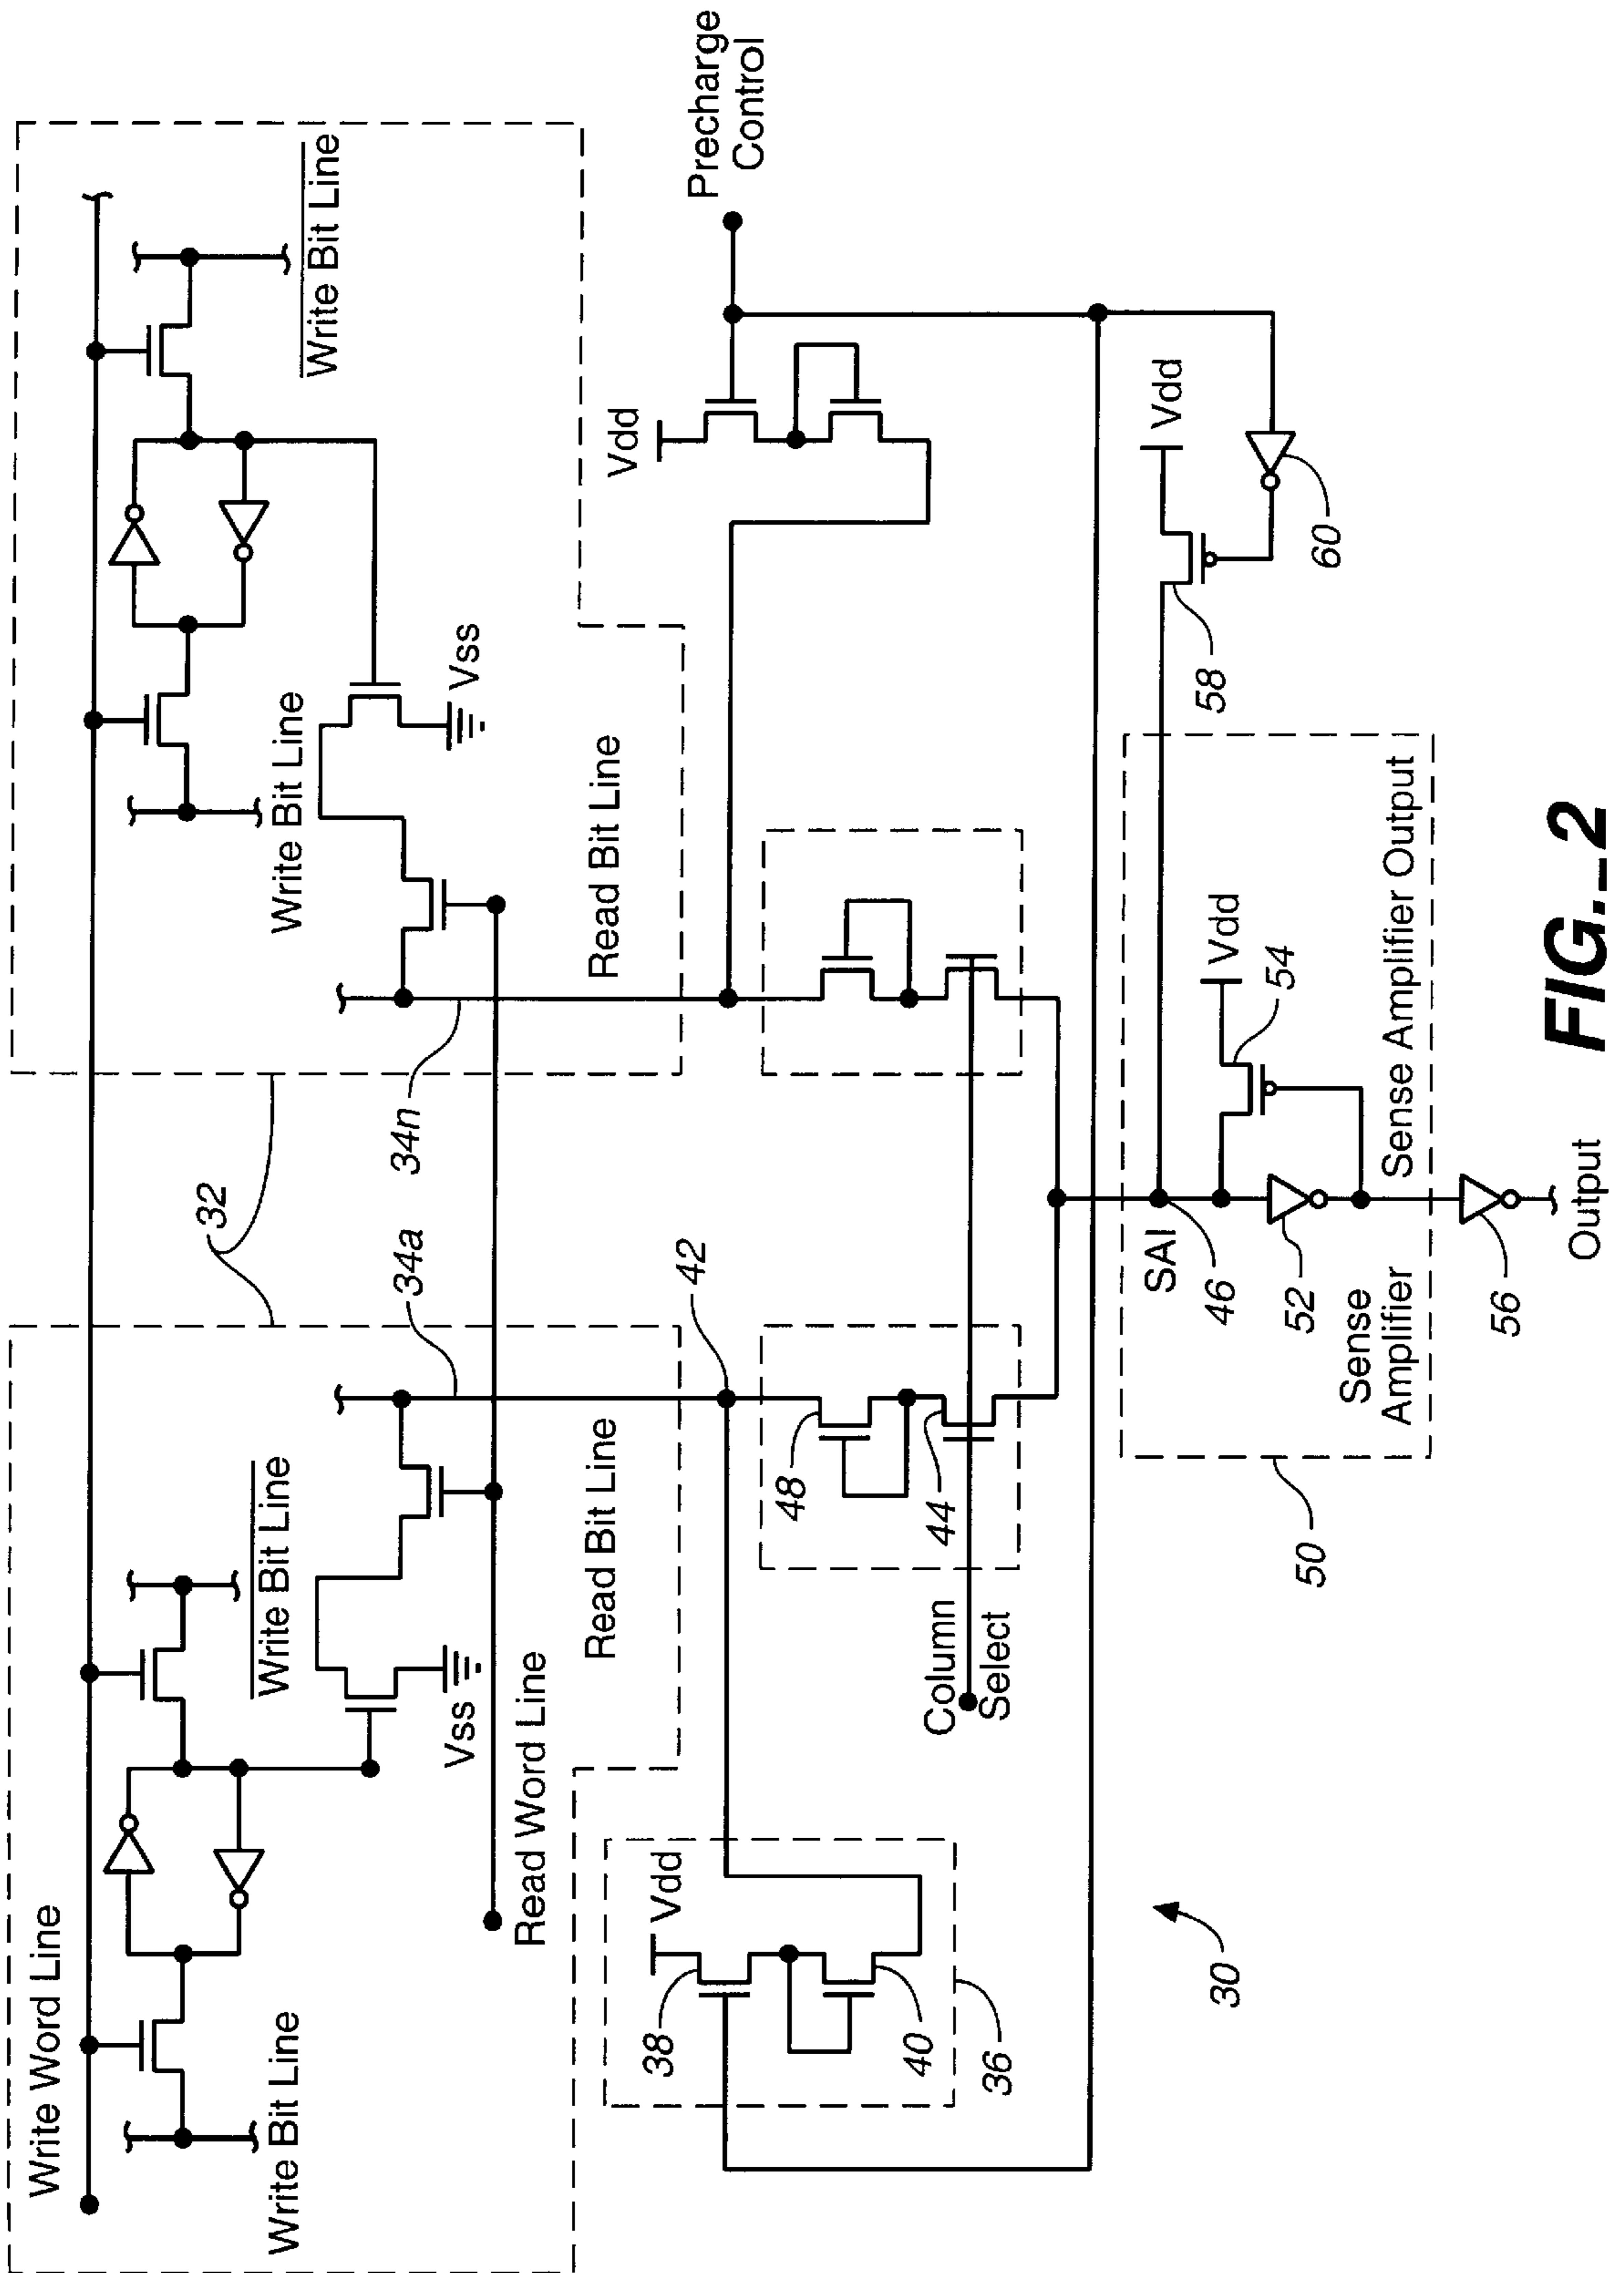 Write Word Line
Write Bit Line
Write Bit Line
Vss
Read Word Line
Read Bit Line
34a
32
34n
Write Bit Line
Write Bit Line
Vss
Read Bit Line
Vdd
38
40
36
42
48
44
Column
Select
Vdd
Precharge
Control
30
50
SAI
46
Sense
Amplifier
52
Vdd
54
Sense Amplifier Output
58
Vdd
60
56
Output
FIG._2